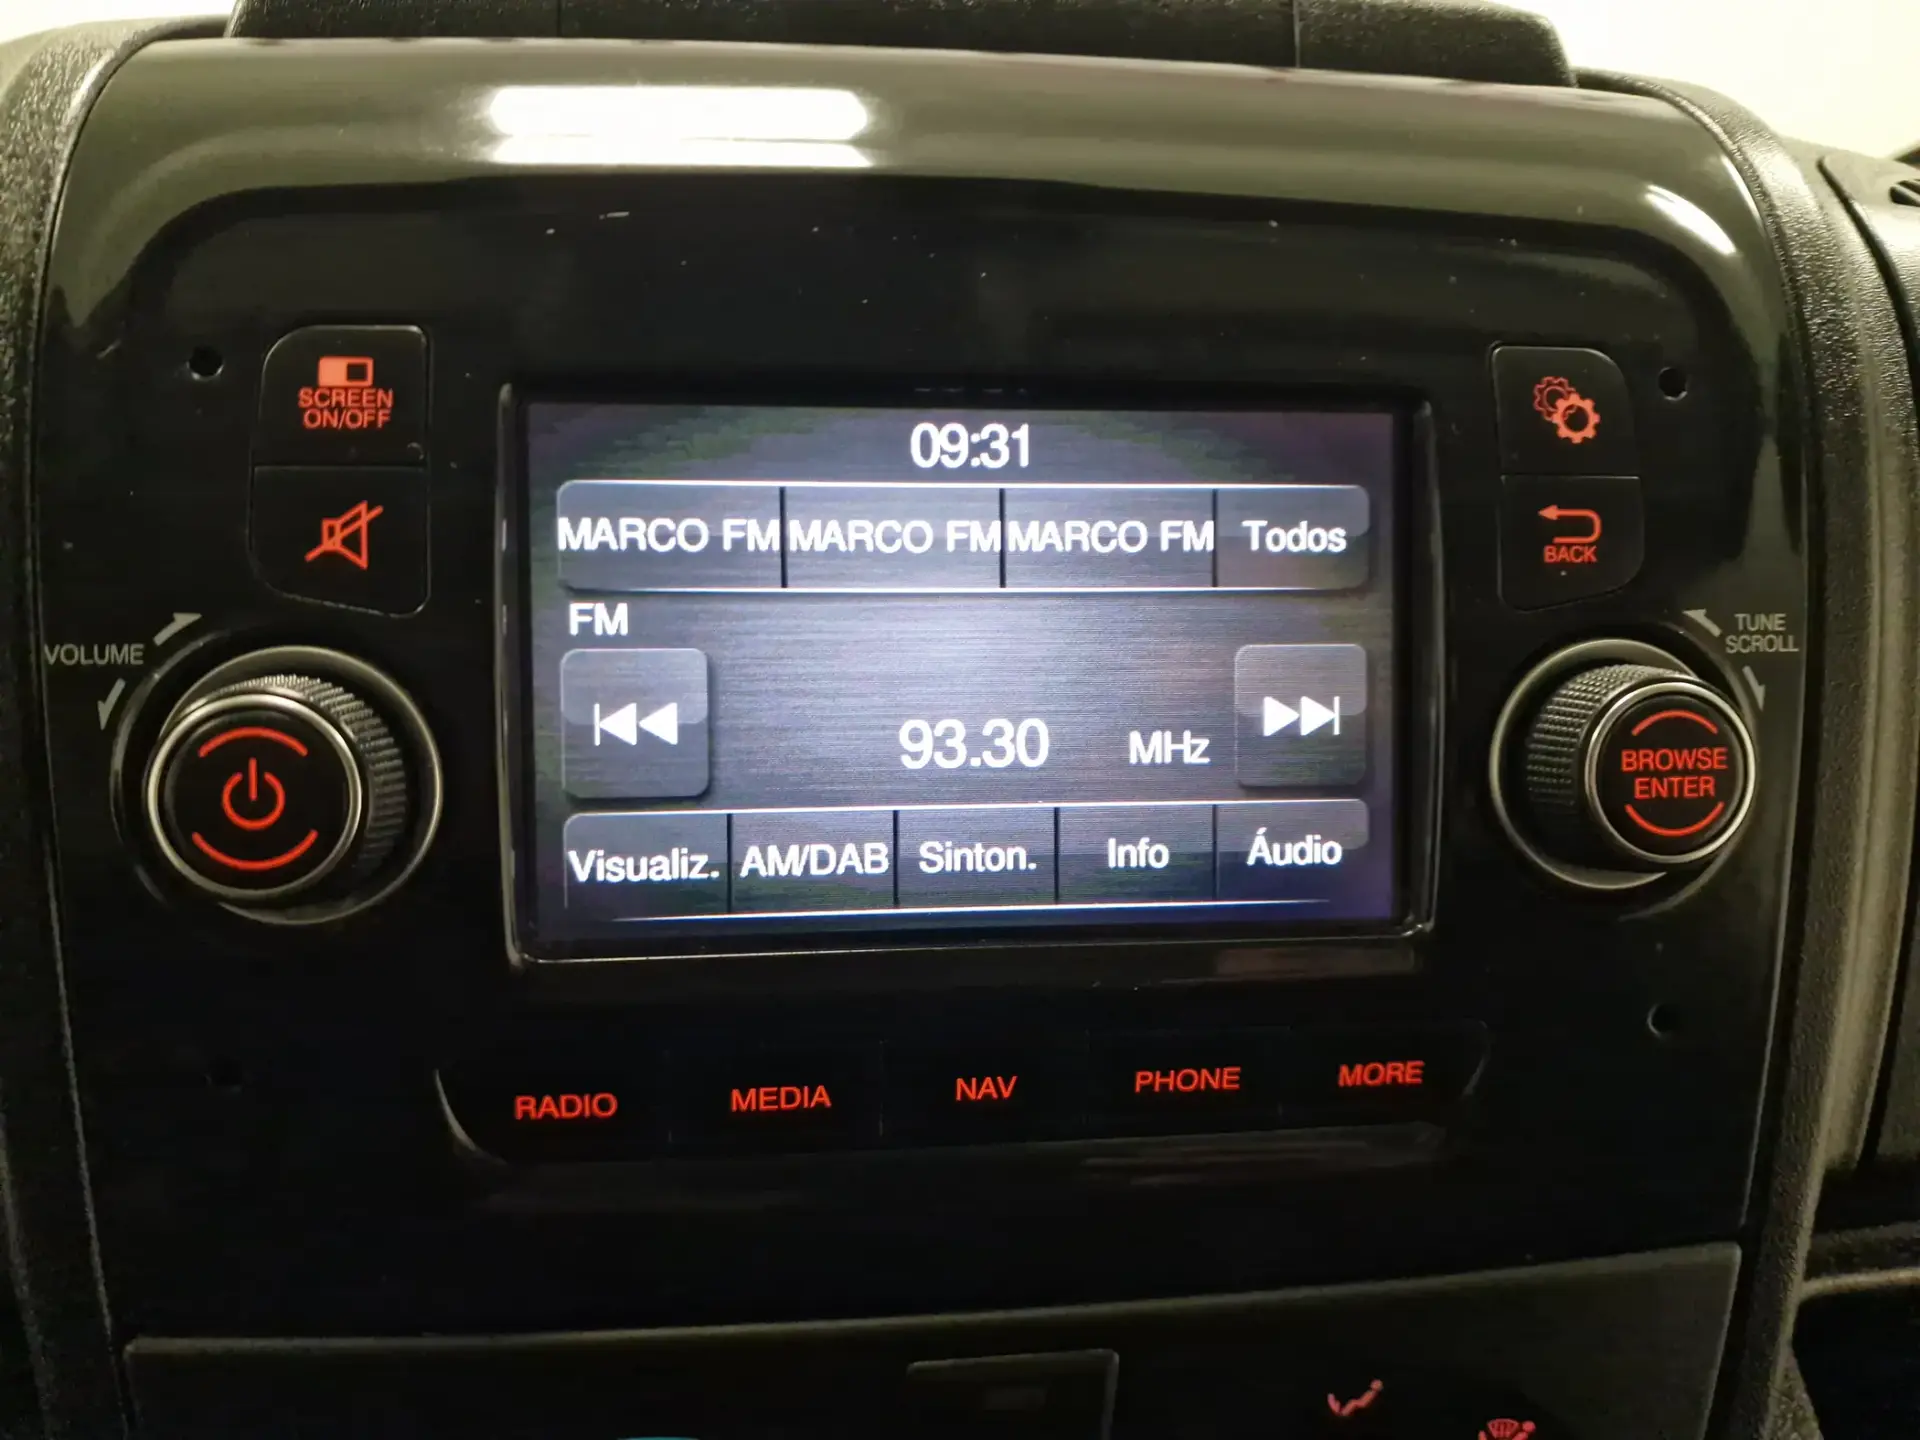 SCREEN
ON/OFF
09:31
MARCO FM MARCO FM MARCO FM Todos
BACK
FM
VOLUME
TUNE
SCROLL
93.30 MHz
BROWSE
ENTER
Visualiz. AM/DAB Sinton. Info Áudio
RADIO MEDIA NAV PHONE MORE